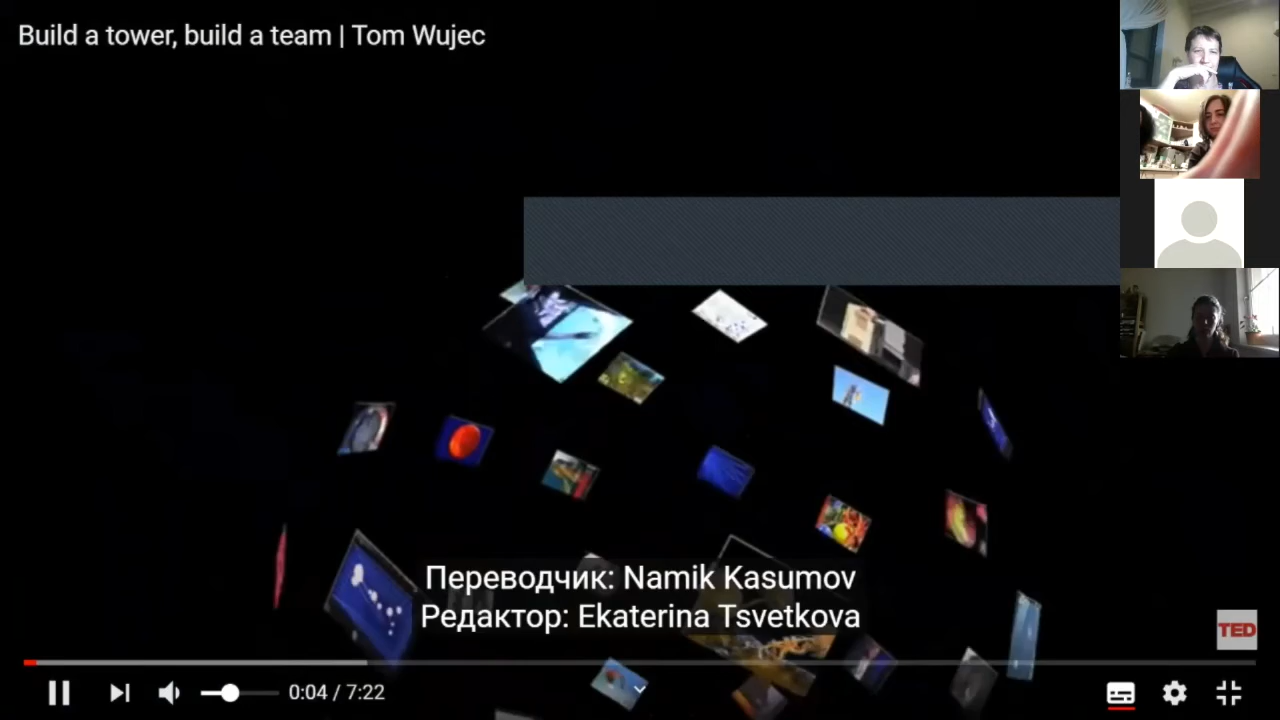 Build a tower, build a team | Tom Wujec
Переводчик: Namik Kasumov
Редактор: Ekaterina Tsvetkova
TED
0:04 / 7:22